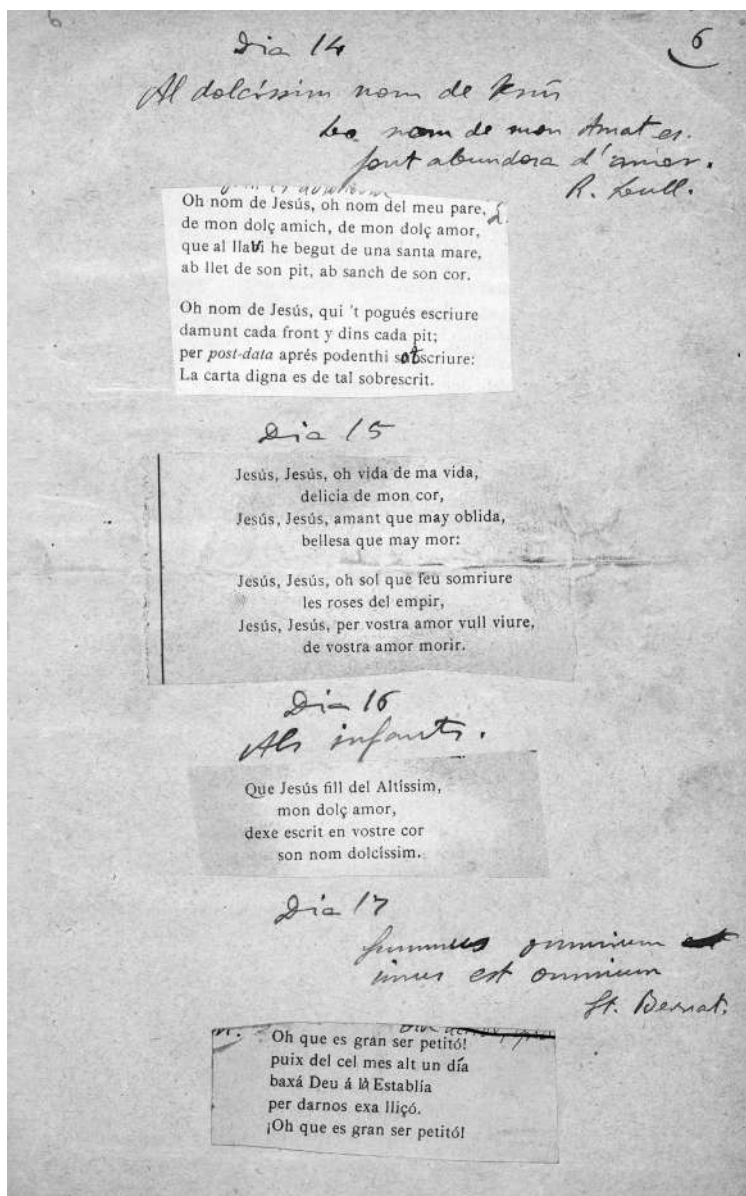 6.
Dia 14
6
Al dolcíssim nom de Jesús
Lo nom de mon Amat es
font abundosa d'amor.
R. Lull.
Oh nom de Jesús, oh nom del meu pare,
de mon dolç amich, de mon dolç amor,
que al llavi he begut de una santa mare,
ab llet de son pit, ab sanch de son cor.
Oh nom de Jesús, qui 't pogués escriure
damunt cada front y dins cada pit;
per post-data aprés podenthi sotscriure:
La carta digna es de tal sobrescrit.
Dia 15
Jesús, Jesús, oh vida de ma vida,
delicia de mon cor,
Jesús, Jesús, amant que may oblida,
bellesa que may mor:
Jesús, Jesús, oh sol que feu somriure
les roses del empir,
Jesús, Jesús, per vostra amor vull viure,
de vostra amor morir.
Dia 16
Als infants.
Que Jesús fill del Altíssim,
mon dolç amor,
dexe escrit en vostre cor
son nom dolcíssim.
Dia 17
Summus omnium
unus est omnium
St. Bernat.
Oh que es gran ser petitó!
puix del cel mes alt un día
baxá Deu á la Establía
per darnos exa lliçó.
¡Oh que es gran ser petitó!